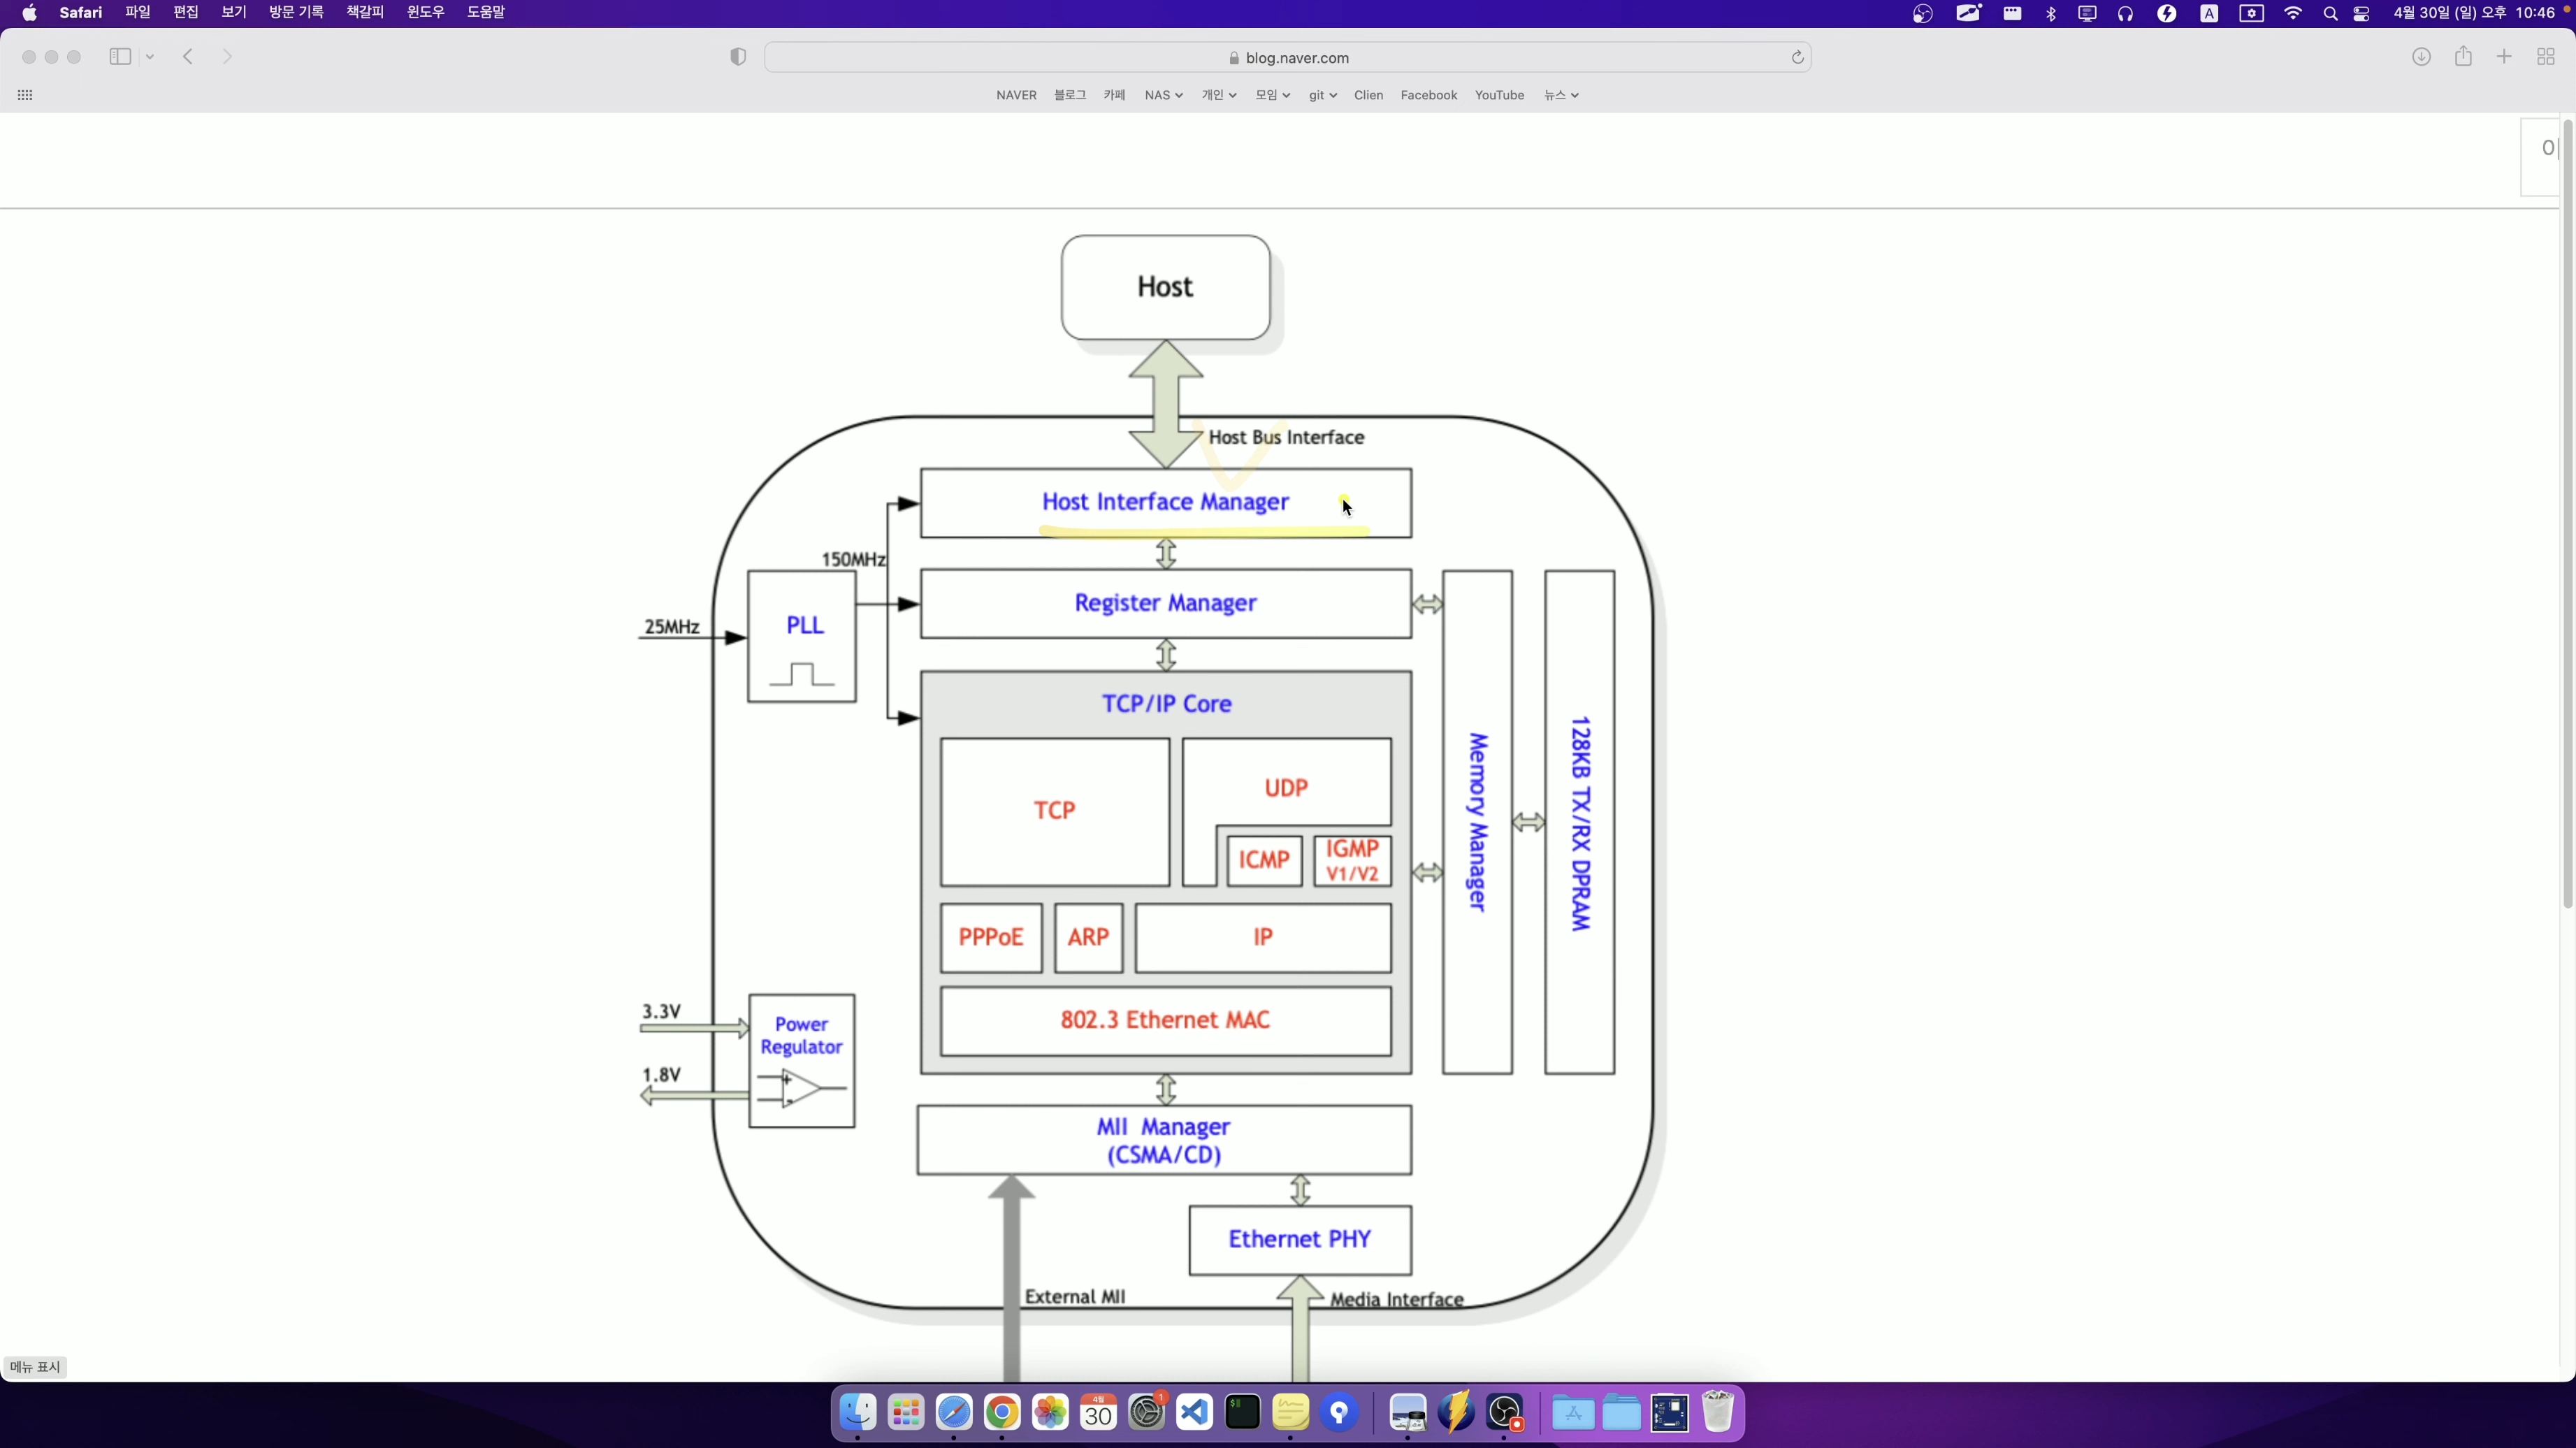 Safari 파일 편집 보기 방문 기록 책갈피 윈도우 도움말
A
4월 30일 (일) 오후 10:46
blog.naver.com
NAVER 블로그 카페 NAS 개인 모임 git Clien Facebook YouTube 뉴스
Host
Host Bus Interface
Host Interface Manager
150MHz
Register Manager
25MHz
PLL
TCP/IP Core
TCP
UDP
ICMP
IGMP
V1/V2
Memory Manager
128KB TX/RX DPRAM
PPPoE
ARP
IP
802.3 Ethernet MAC
3.3V
Power
Regulator
1.8V
MII Manager
(CSMA/CD)
Ethernet PHY
External MII
Media Interface
메뉴 표시
4월
30
1